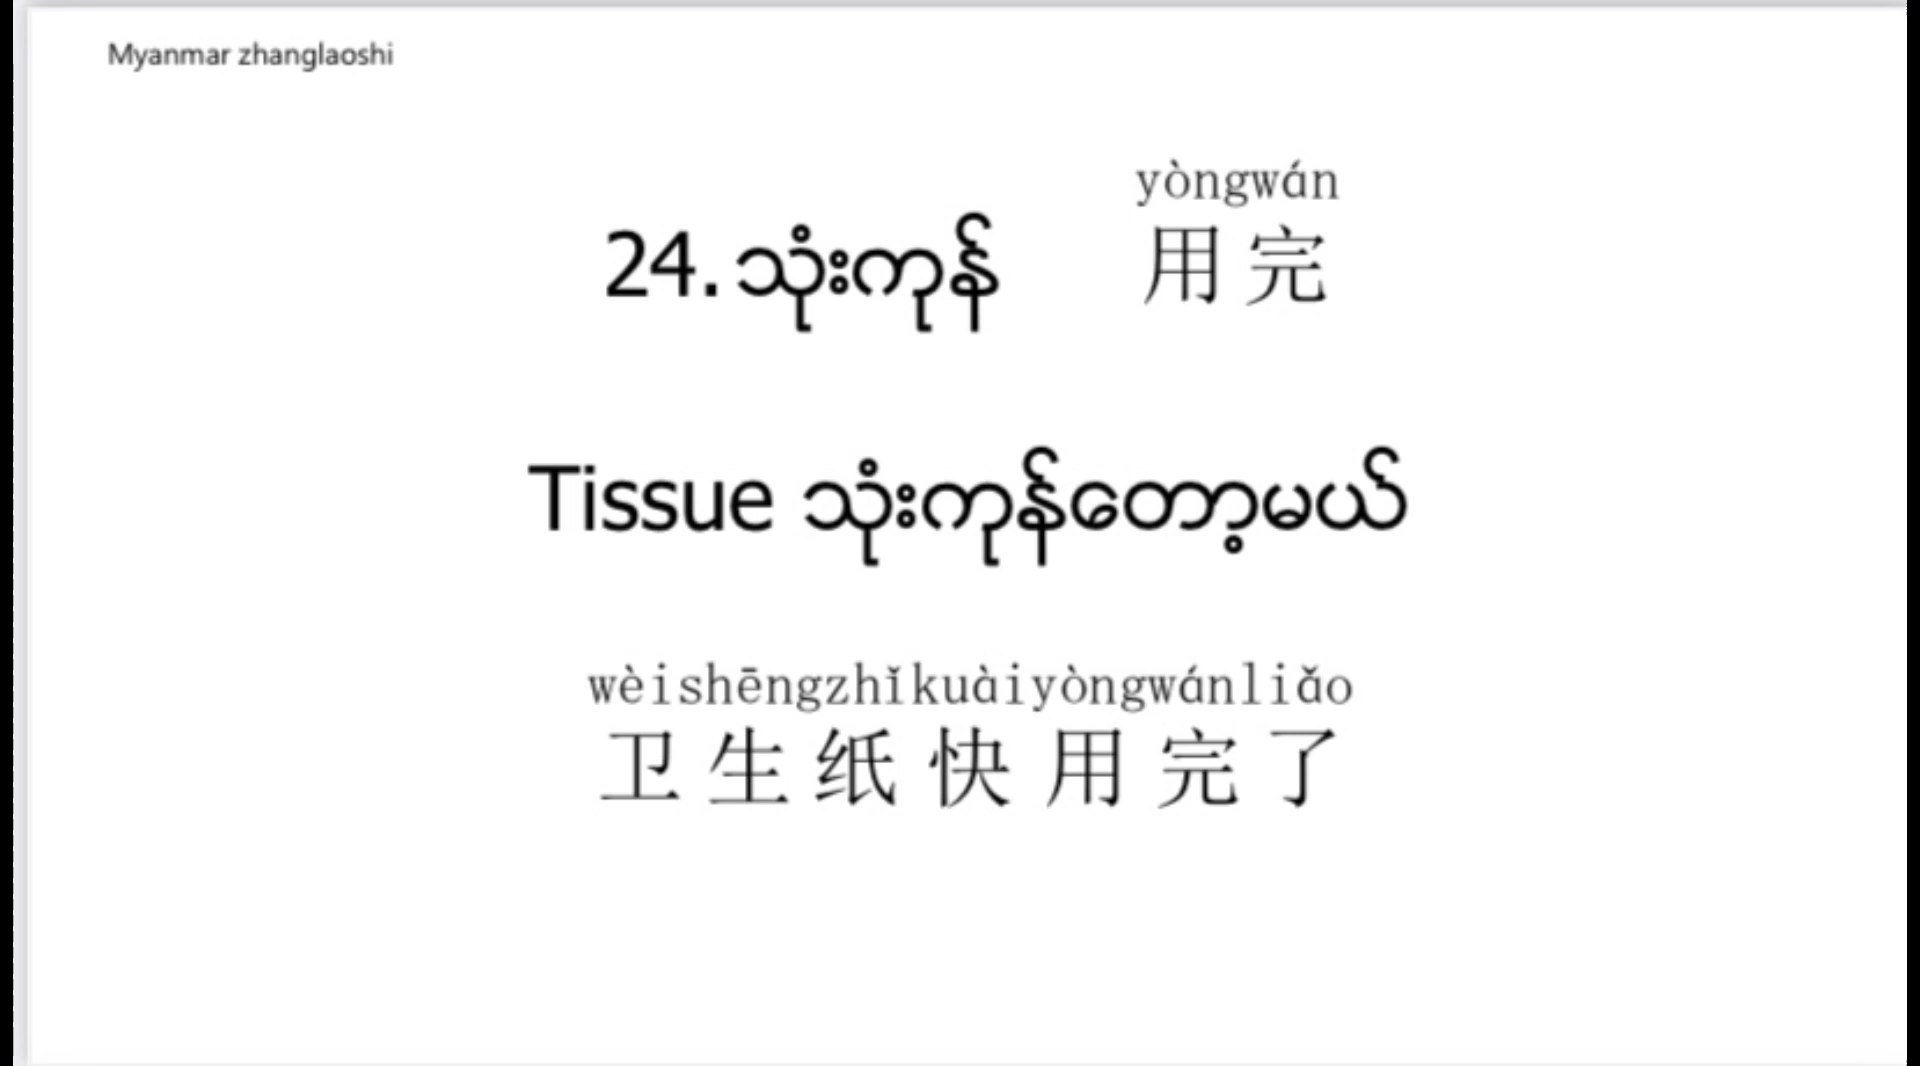 Myanmar zhanglaoshi
yòngwán
24. သုံးကုန် 用完
Tissue သုံးကုန်တော့မယ်
wèishēngzhǐkuàiyòngwánliǎo
卫生纸快用完了